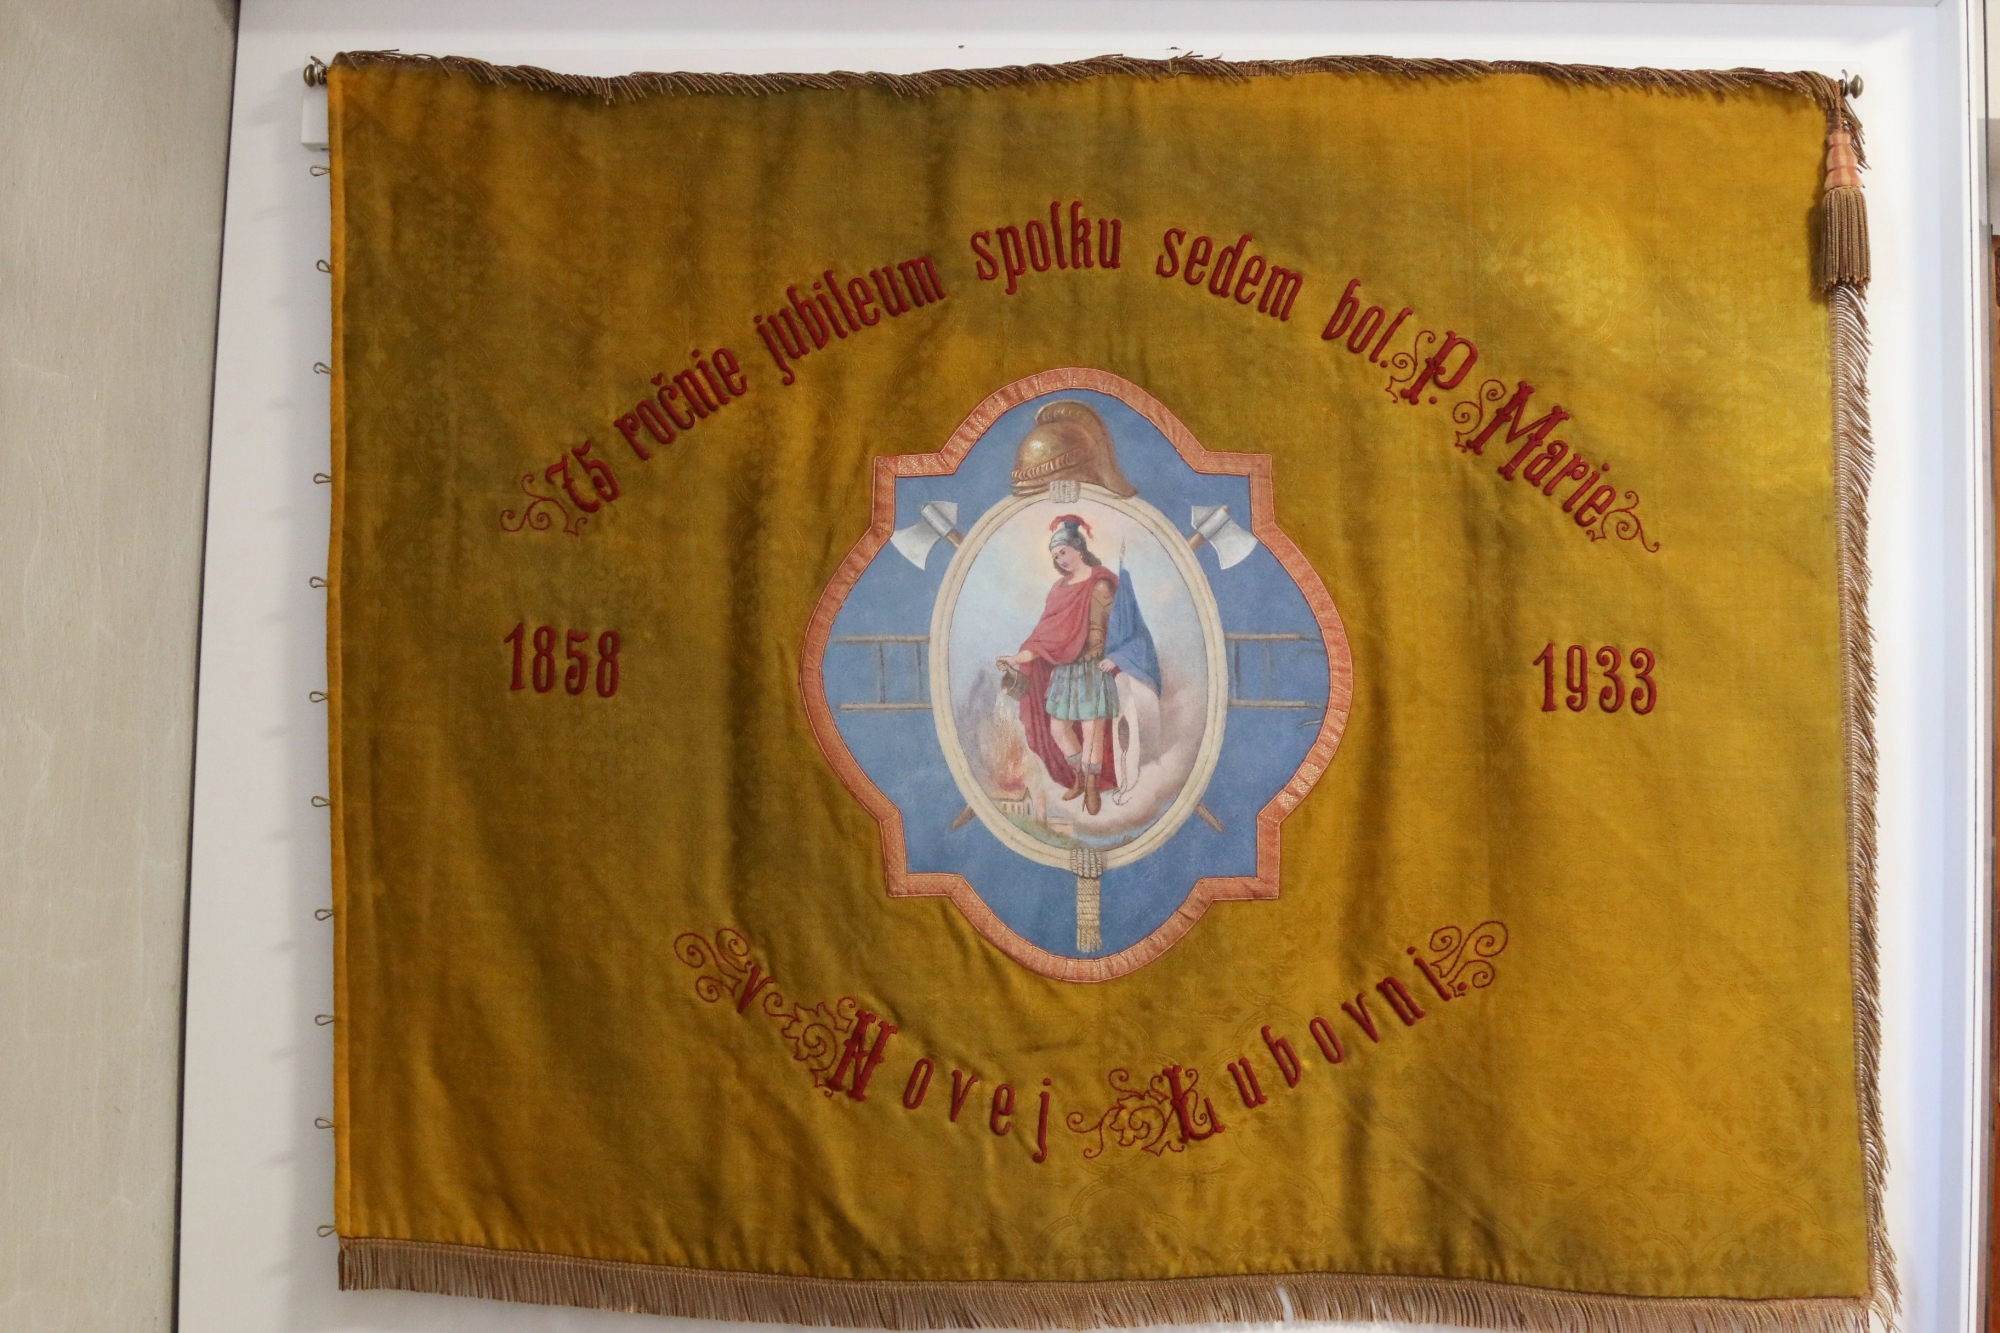 75 ročnie jubileum spolku sedem bol. P. Marie
1858
1933
v Novej Ľubovni.